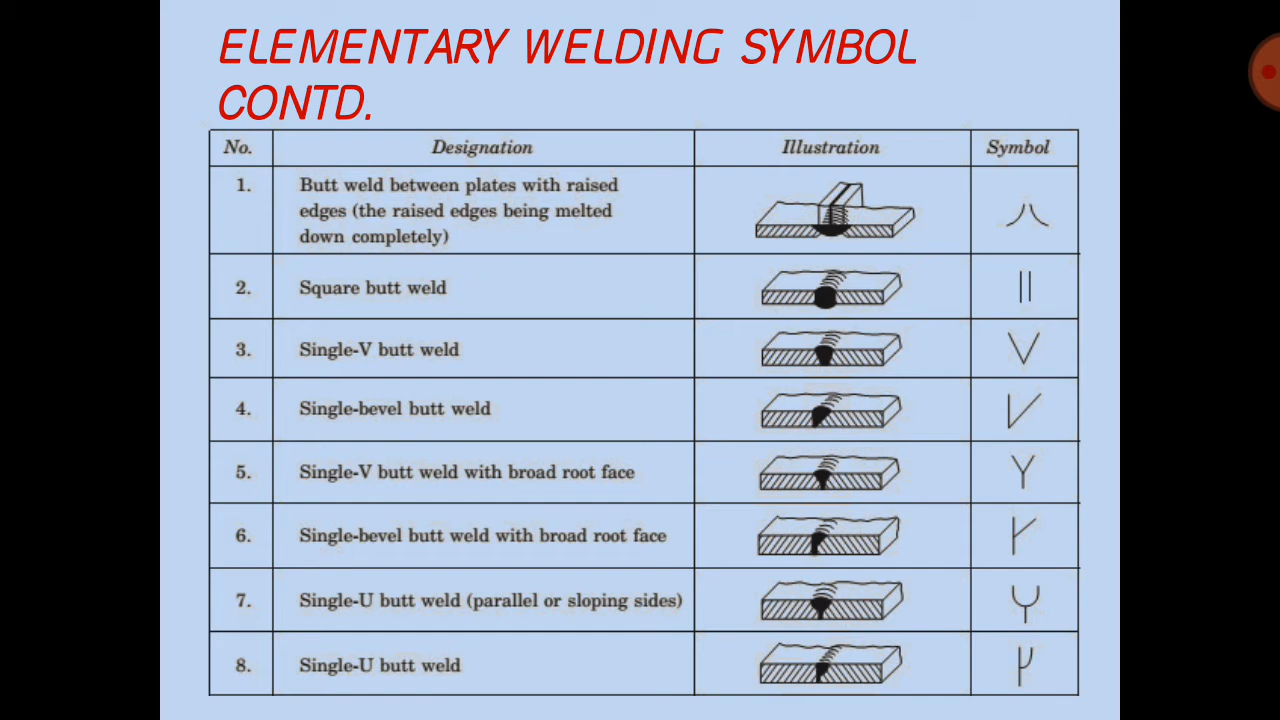 ELEMENTARY WELDING SYMBOL
CONTD.
No. Designation Illustration Symbol
1. Butt weld between plates with raised
edges (the raised edges being melted
down completely)
2. Square butt weld
3. Single-V butt weld
4. Single-bevel butt weld
5. Single-V butt weld with broad root face
6. Single-bevel butt weld with broad root face
7. Single-U butt weld (parallel or sloping sides)
8. Single-U butt weld